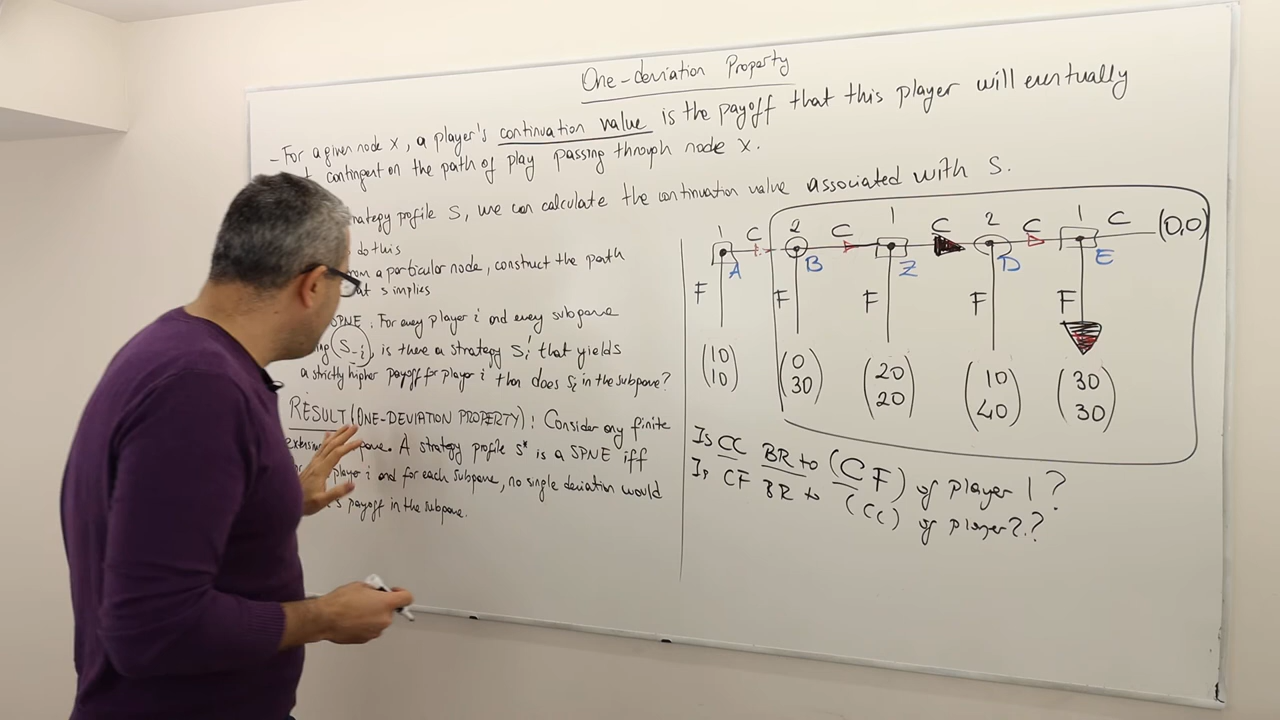 One-deviation Property
- For a given node x, a player's continuation value is the payoff that this player will eventually
contingent on the path of play passing through node x.
strategy profile S, we can calculate the continuation value associated with S.
do this
from a particular node, construct the path
that s implies
SPNE: For every player i and every subgame
(S-i), is there a strategy Si' that yields
a strictly higher payoff for player i than does Si in the subgame?
RESULT (ONE-DEVIATION PROPERTY): Consider any finite
A strategy profile S* is a SPNE iff
player i and for each subgame, no single deviation would
payoff in the subgame.
1 C 2 C 1 C 2 C 1 C (0,0)
A B Z D E
F F F F F
(10 10) (0 30) (20 20) (10 40) (30 30)
Is CC BR to (CF) of player 1?
Is CF BR to (CC) of player 2?